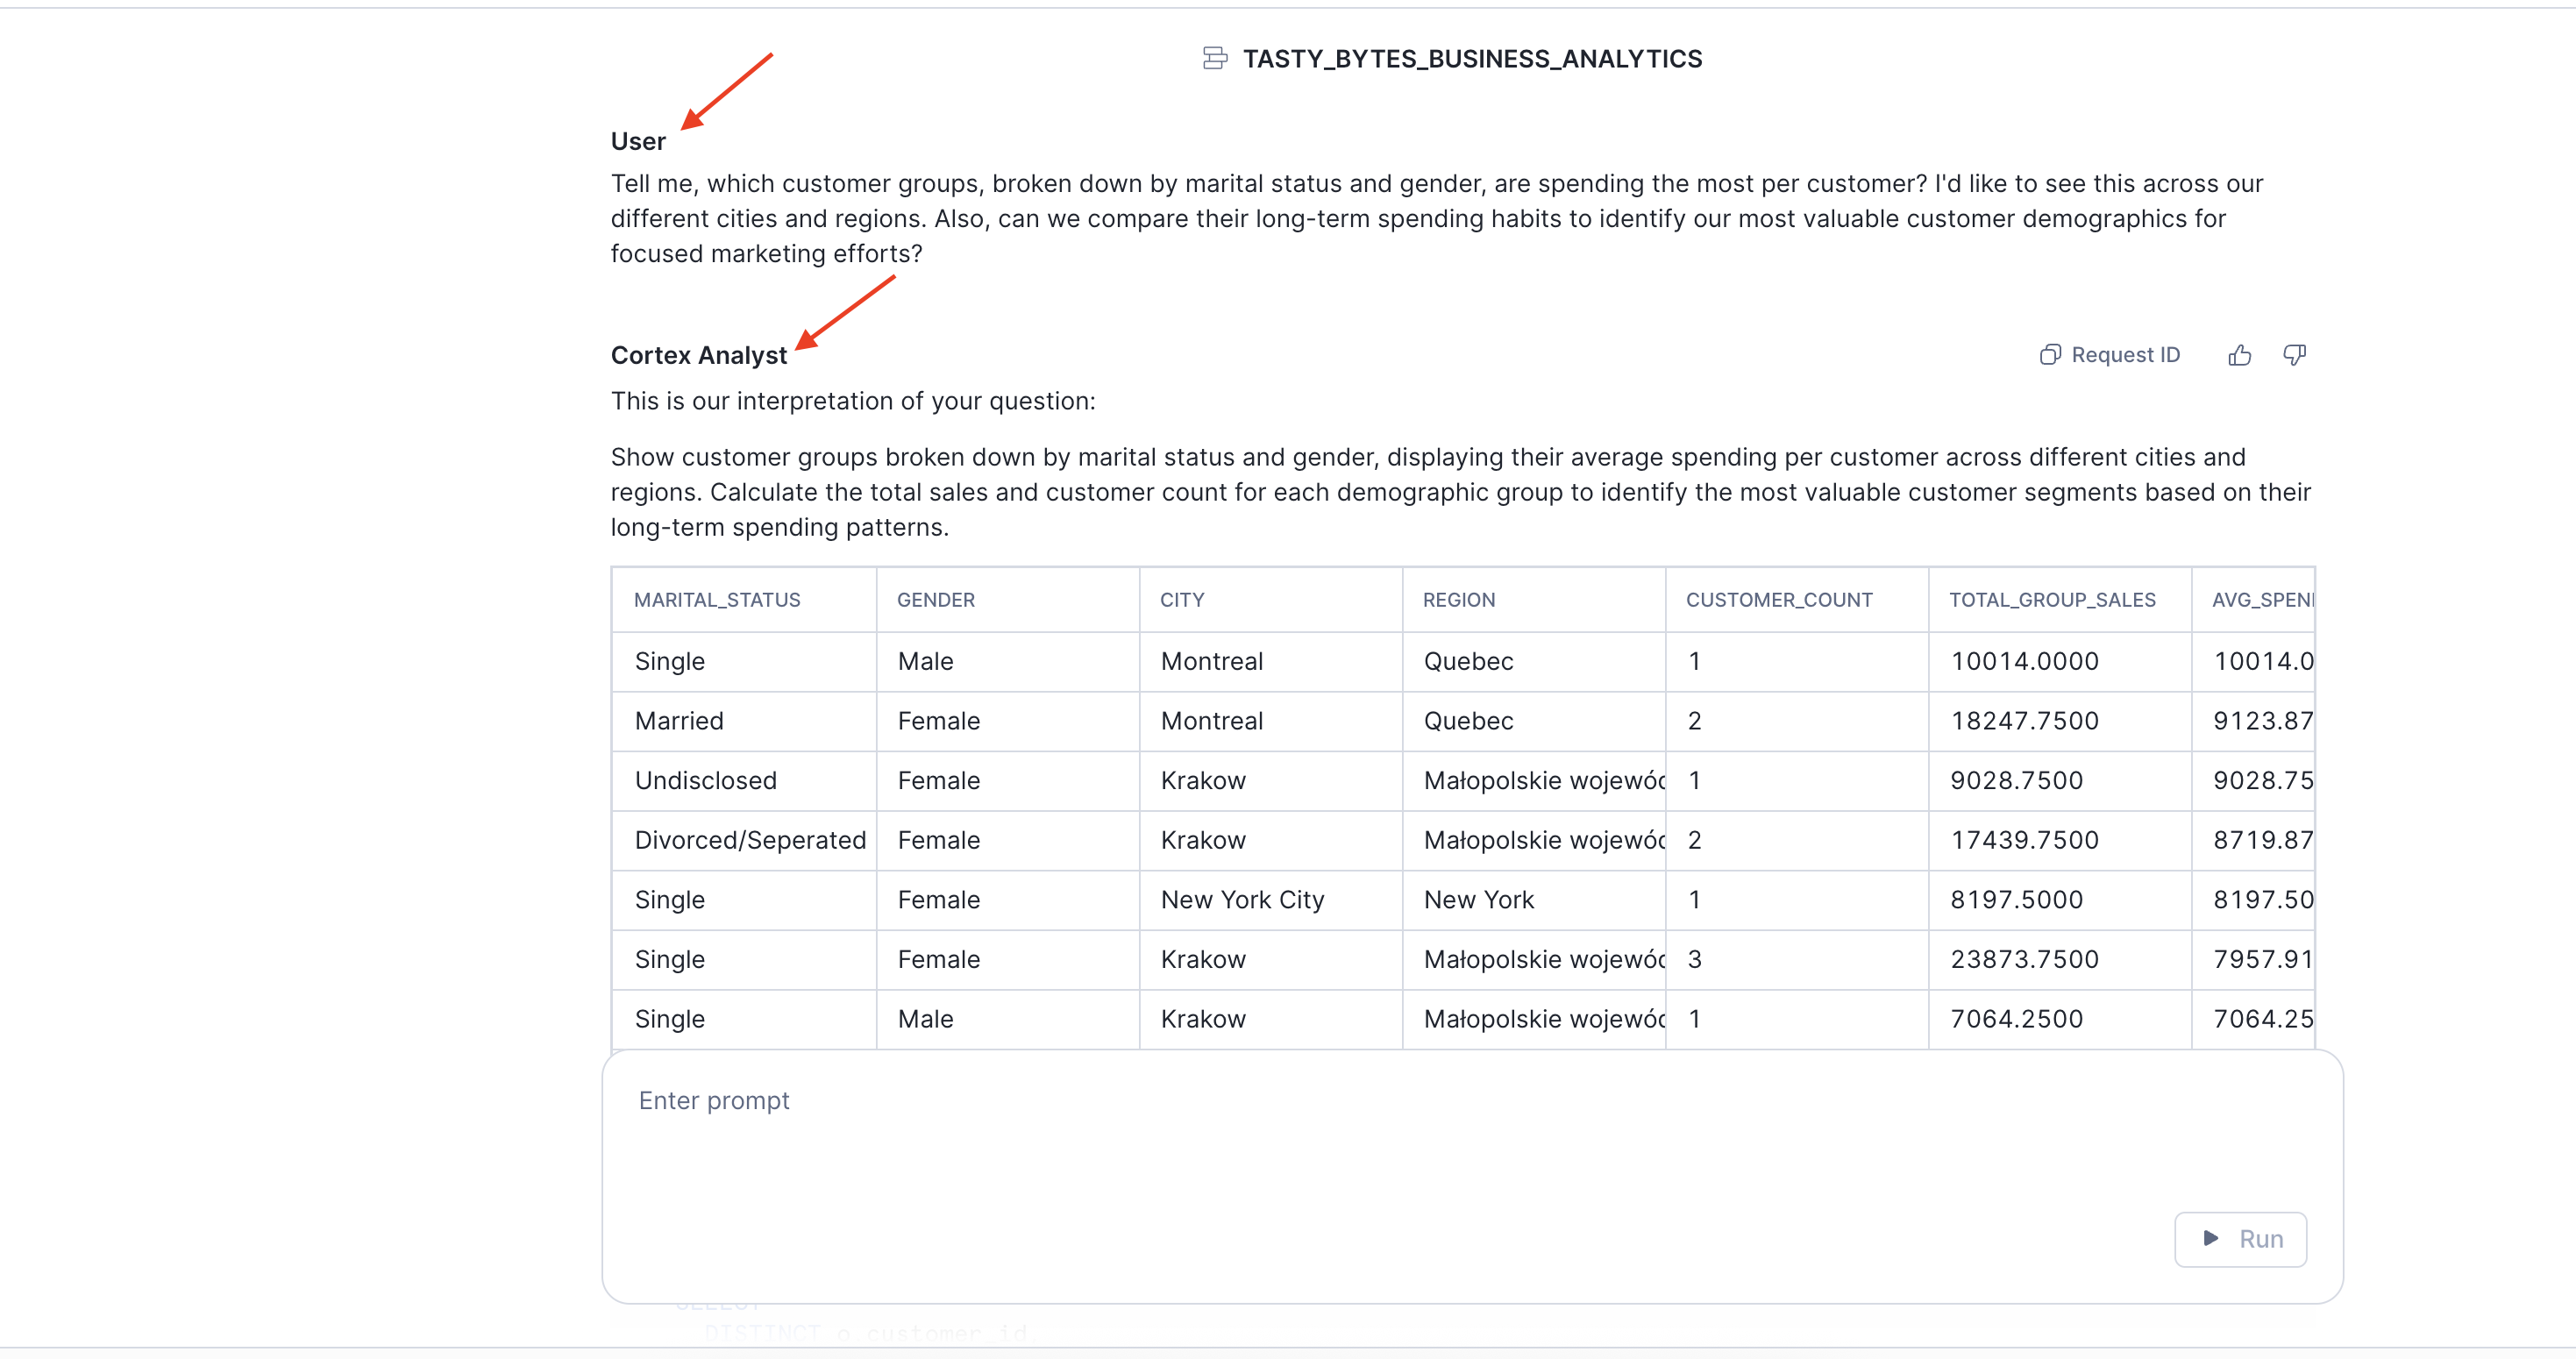 TASTY_BYTES_BUSINESS_ANALYTICS
User
Tell me, which customer groups, broken down by marital status and gender, are spending the most per customer? I'd like to see this across our
different cities and regions. Also, can we compare their long-term spending habits to identify our most valuable customer demographics for
focused marketing efforts?
Cortex Analyst Request ID
This is our interpretation of your question:
Show customer groups broken down by marital status and gender, displaying their average spending per customer across different cities and
regions. Calculate the total sales and customer count for each demographic group to identify the most valuable customer segments based on their
long-term spending patterns.
MARITAL_STATUS GENDER CITY REGION CUSTOMER_COUNT TOTAL_GROUP_SALES AVG_SPEN
Single Male Montreal Quebec 1 10014.0000 10014.0
Married Female Montreal Quebec 2 18247.7500 9123.87
Undisclosed Female Krakow Małopolskie wojewó 1 9028.7500 9028.75
Divorced/Seperated Female Krakow Małopolskie wojewó 2 17439.7500 8719.87
Single Female New York City New York 1 8197.5000 8197.50
Single Female Krakow Małopolskie wojewó 3 23873.7500 7957.91
Single Male Krakow Małopolskie wojewó 1 7064.2500 7064.25
Enter prompt
Run
SELECT
DISTINCT o.customer_id,